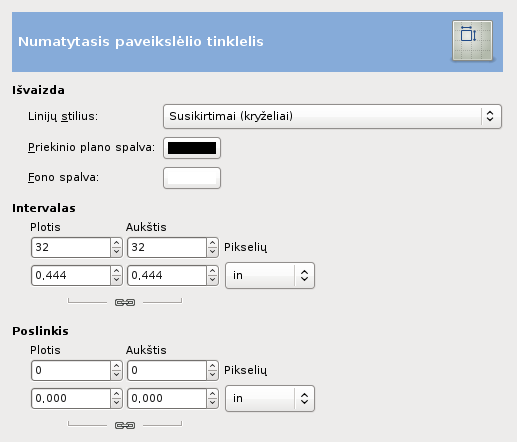 Numatytasis paveikslėlio tinklelis
Išvaizda
Linijų stilius: Susikirtimai (kryželiai)
Priekinio plano spalva:
Fono spalva:
Intervalas
Plotis Aukštis
32 32 Pikselių
0,444 0,444 in
Poslinkis
Plotis Aukštis
0 0 Pikselių
0,000 0,000 in